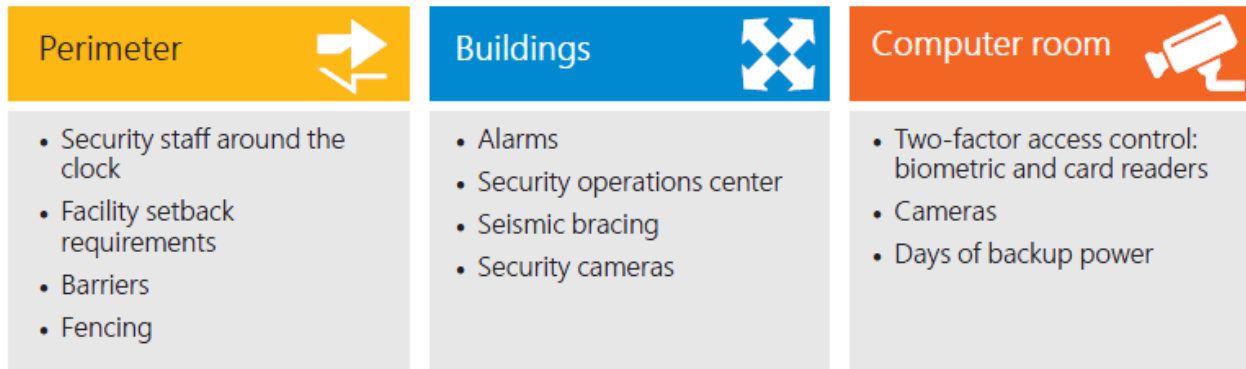 Perimeter
• Security staff around the
clock
• Facility setback
requirements
• Barriers
• Fencing
Buildings
• Alarms
• Security operations center
• Seismic bracing
• Security cameras
Computer room
• Two-factor access control:
biometric and card readers
• Cameras
• Days of backup power